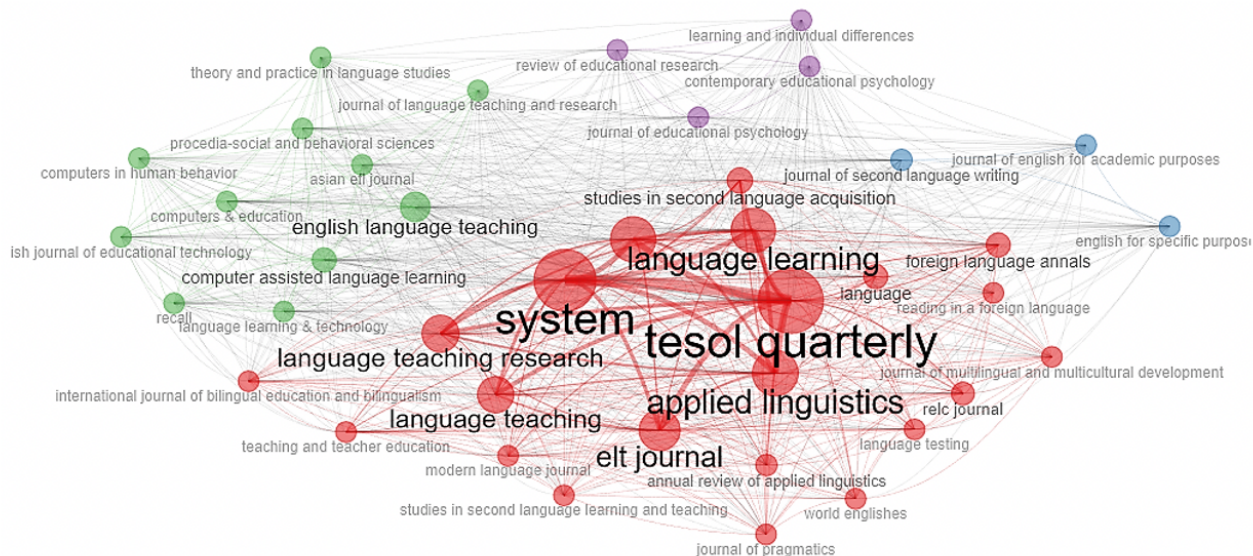 learning and individual differences
review of educational research
theory and practice in language studies
contemporary educational psychology
journal of language teaching and research
journal of educational psychology
procedia-social and behavioral sciences
journal of english for academic purposes
computers in human behavior
journal of second language writing
asian efl journal
studies in second language acquisition
computers & education
english language teaching
english for specific purpose
ish journal of educational technology
language learning
foreign language annals
computer assisted language learning
language
reading in a foreign language
recall
system
language learning & technology
tesol quarterly
language teaching research
journal of multilingual and multicultural development
international journal of bilingual education and bilingualism
applied linguistics
relc journal
language teaching
teaching and teacher education
language testing
elt journal
modern language journal
annual review of applied linguistics
studies in second language learning and teaching
world englishes
journal of pragmatics